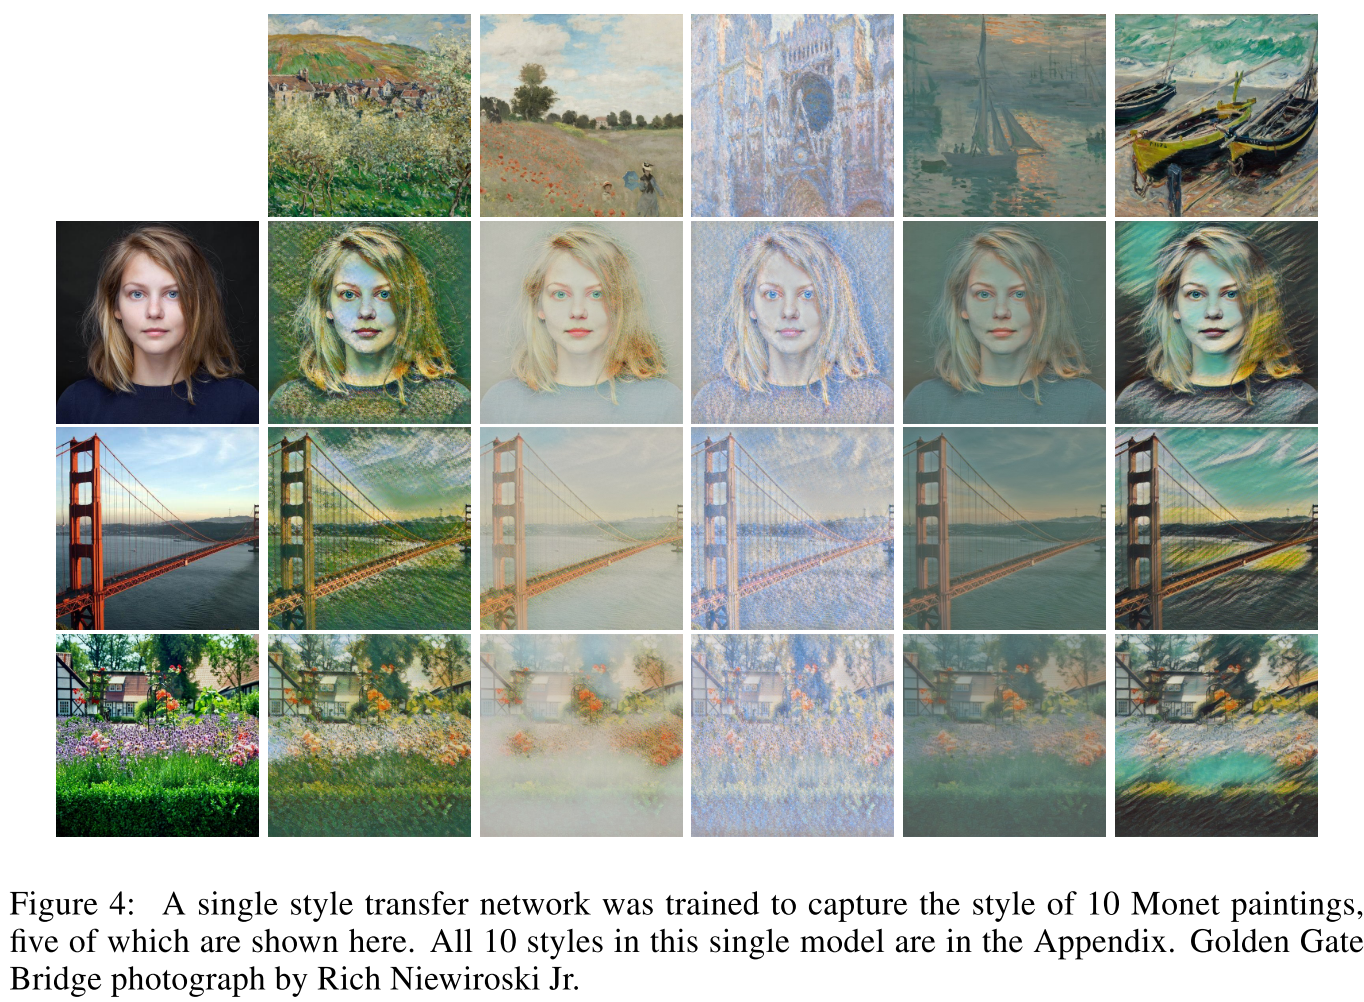 Figure 4: A single style transfer network was trained to capture the style of 10 Monet paintings,
five of which are shown here. All 10 styles in this single model are in the Appendix. Golden Gate
Bridge photograph by Rich Niewiroski Jr.